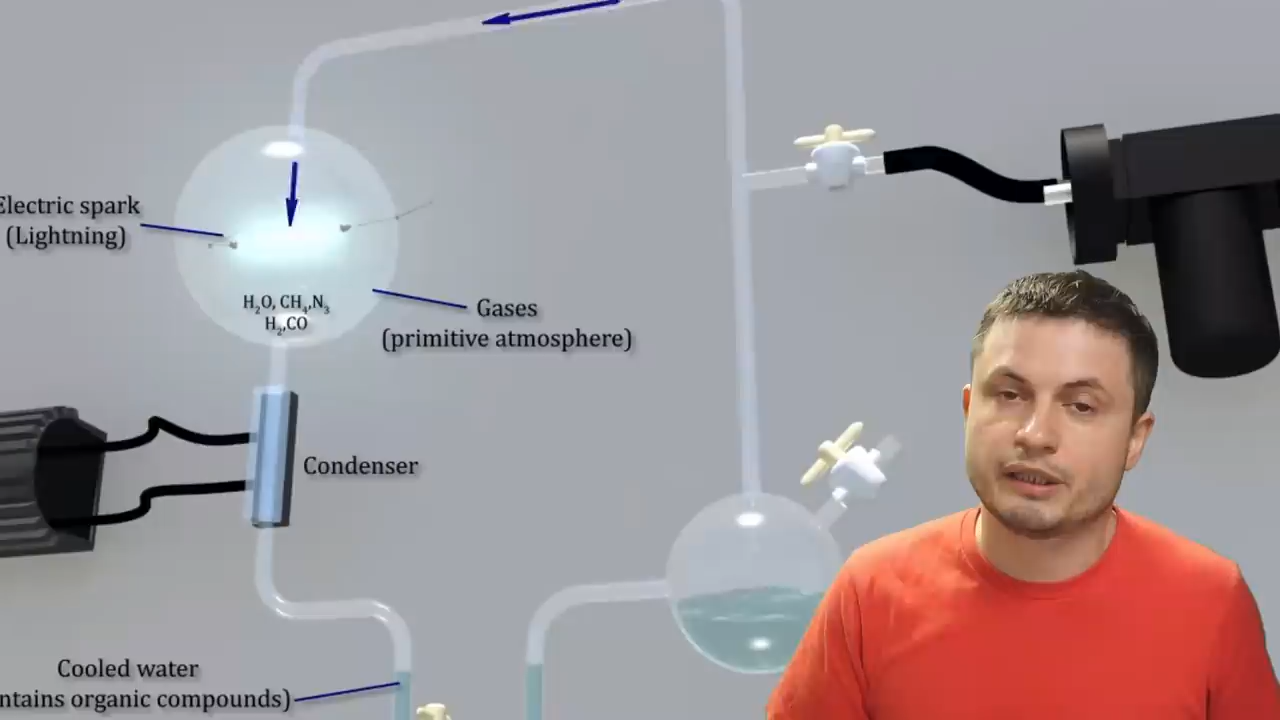 Electric spark
(Lightning)
H₂O, CH₄,N₃
H₂,CO
Gases
(primitive atmosphere)
Condenser
Cooled water
ntains organic compounds)